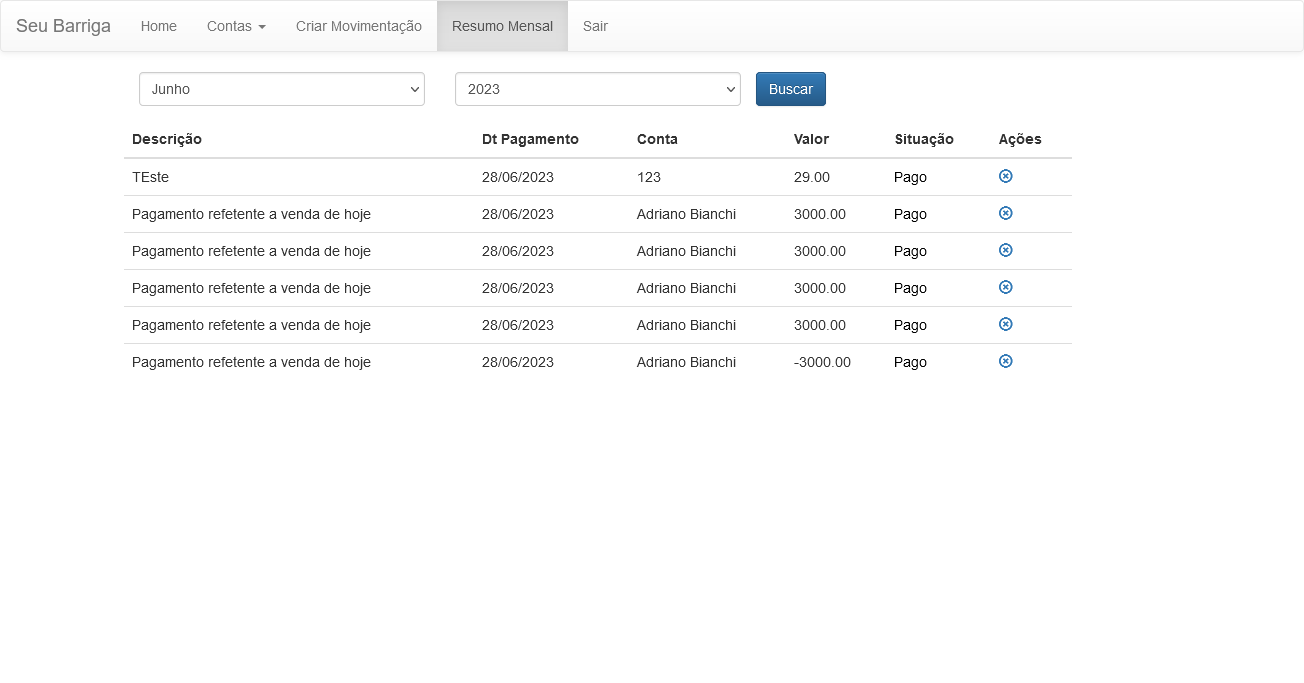 Seu Barriga Home Contas Criar Movimentação Resumo Mensal Sair
Junho 2023 Buscar
Descrição Dt Pagamento Conta Valor Situação Ações
TEste 28/06/2023 123 29.00 Pago
Pagamento refetente a venda de hoje 28/06/2023 Adriano Bianchi 3000.00 Pago
Pagamento refetente a venda de hoje 28/06/2023 Adriano Bianchi 3000.00 Pago
Pagamento refetente a venda de hoje 28/06/2023 Adriano Bianchi 3000.00 Pago
Pagamento refetente a venda de hoje 28/06/2023 Adriano Bianchi 3000.00 Pago
Pagamento refetente a venda de hoje 28/06/2023 Adriano Bianchi -3000.00 Pago